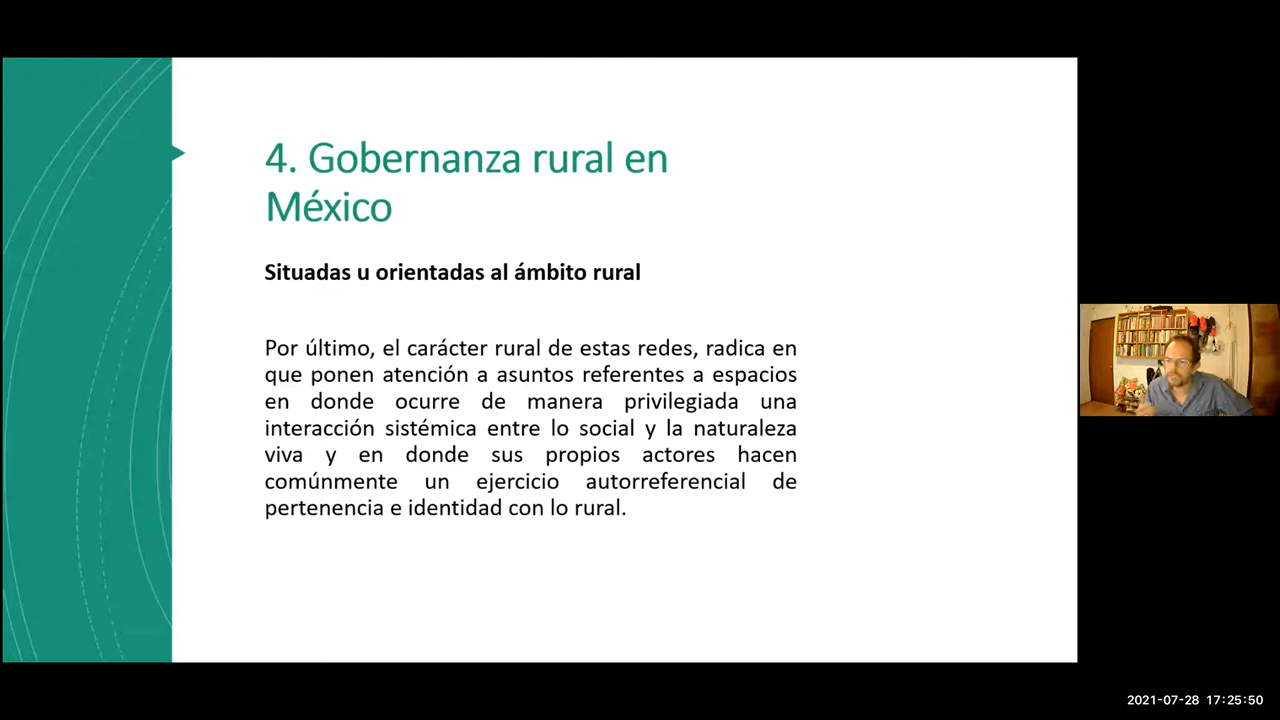 4. Gobernanza rural en
México
Situadas u orientadas al ámbito rural
Por último, el carácter rural de estas redes, radica en
que ponen atención a asuntos referentes a espacios
en donde ocurre de manera privilegiada una
interacción sistémica entre lo social y la naturaleza
viva y en donde sus propios actores hacen
comúnmente un ejercicio autorreferencial de
pertenencia e identidad con lo rural.
2021-07-28 17:25:50